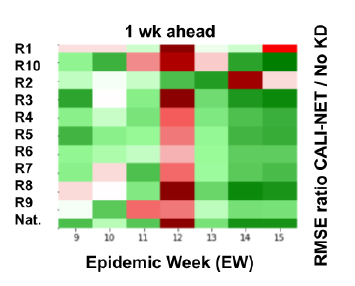 1 wk ahead
R1
R10
R2
R3
R4
R5
R6
R7
R8
R9
Nat.
9 10 11 12 13 14 15
Epidemic Week (EW)
RMSE ratio CALI-NET / No KD